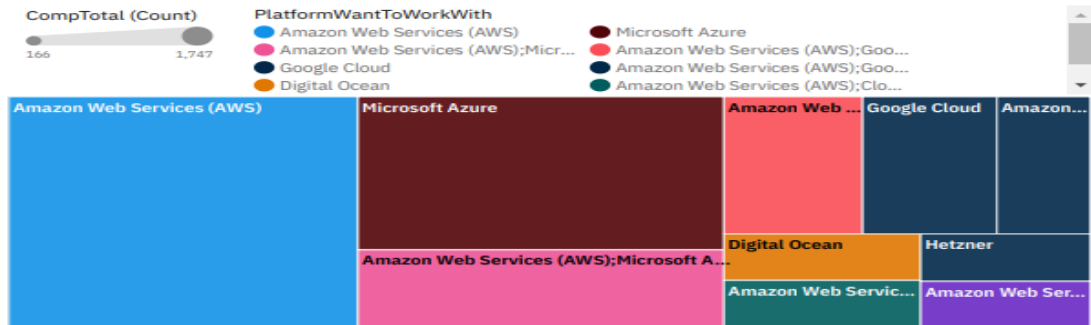 CompTotal (Count)
166
1,747
PlatformWantToWorkWith
Amazon Web Services (AWS)
Microsoft Azure
Amazon Web Services (AWS);Micr...
Amazon Web Services (AWS);Goo...
Google Cloud
Amazon Web Services (AWS);Goo...
Digital Ocean
Amazon Web Services (AWS);Clo...
Amazon Web Services (AWS)
Microsoft Azure
Amazon Web ...
Google Cloud
Amazon...
Amazon Web Services (AWS);Microsoft A...
Digital Ocean
Hetzner
Amazon Web Servic...
Amazon Web Ser...